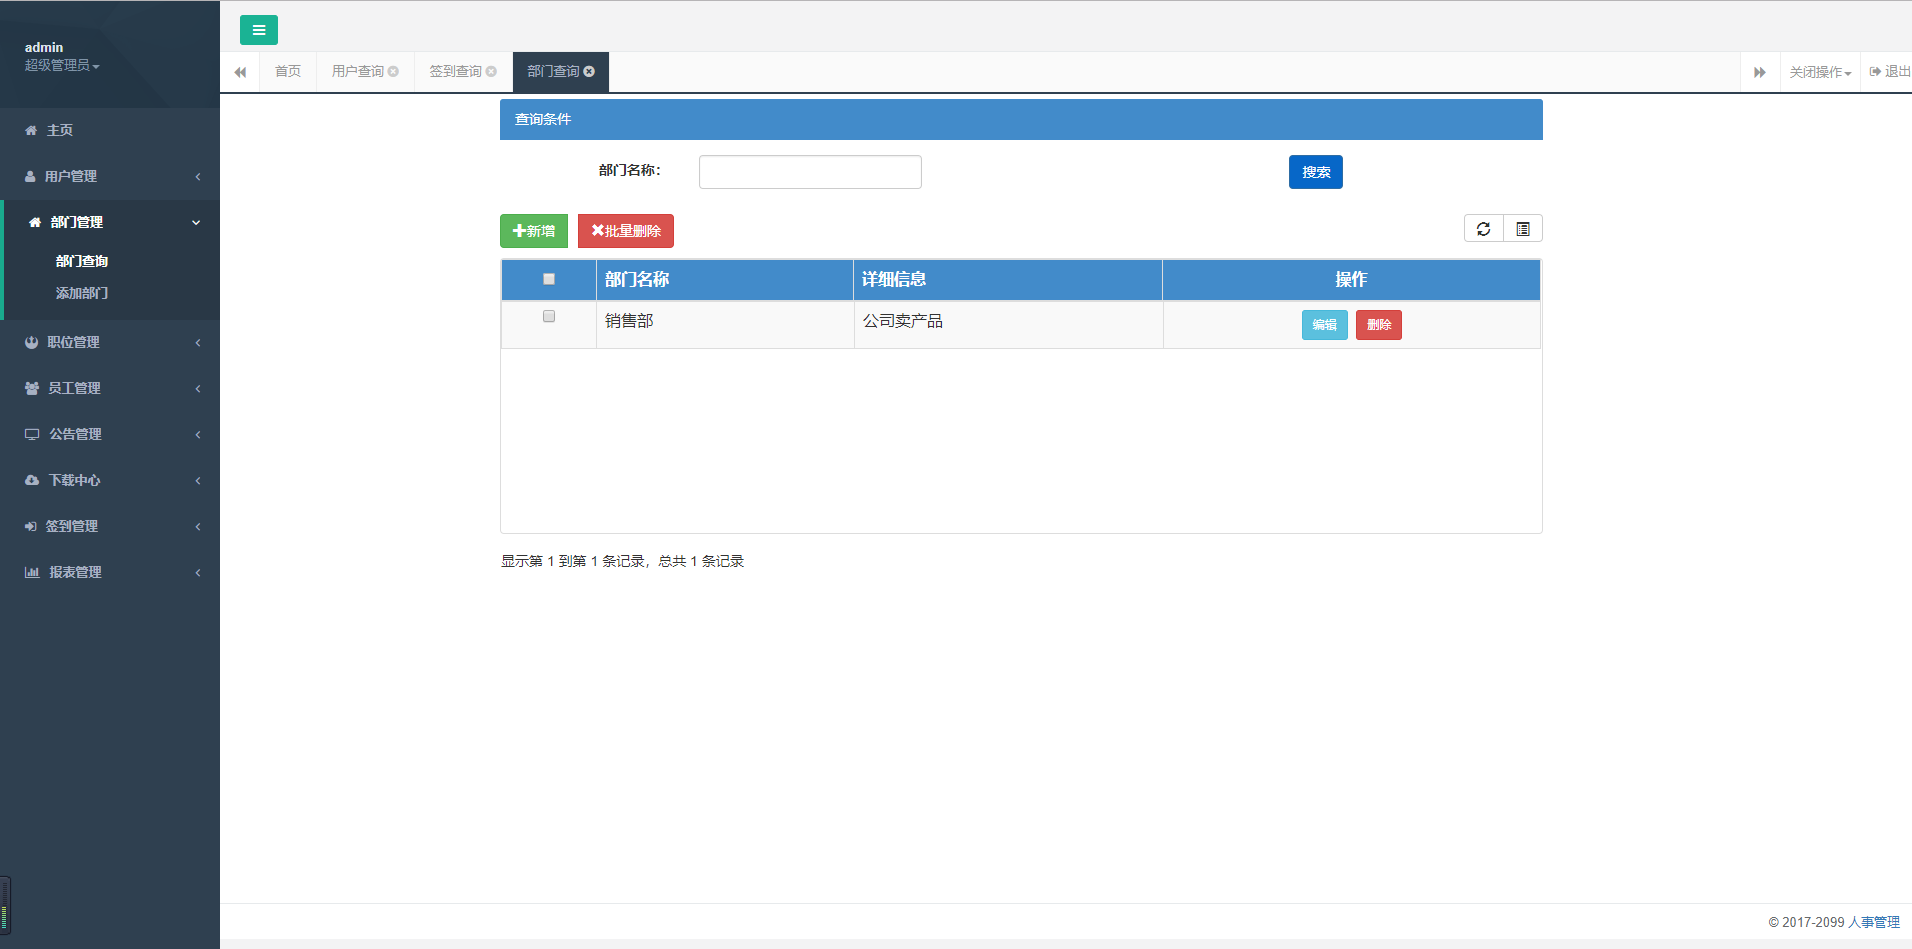 admin
超级管理员
主页
用户管理
部门管理
部门查询
添加部门
职位管理
员工管理
公告管理
下载中心
签到管理
报表管理
首页 用户查询 签到查询 部门查询 关闭操作 退出
查询条件
部门名称： 搜索
新增 批量删除
部门名称 详细信息 操作
销售部 公司卖产品 编辑 删除
显示第 1 到第 1 条记录，总共 1 条记录
© 2017-2099 人事管理